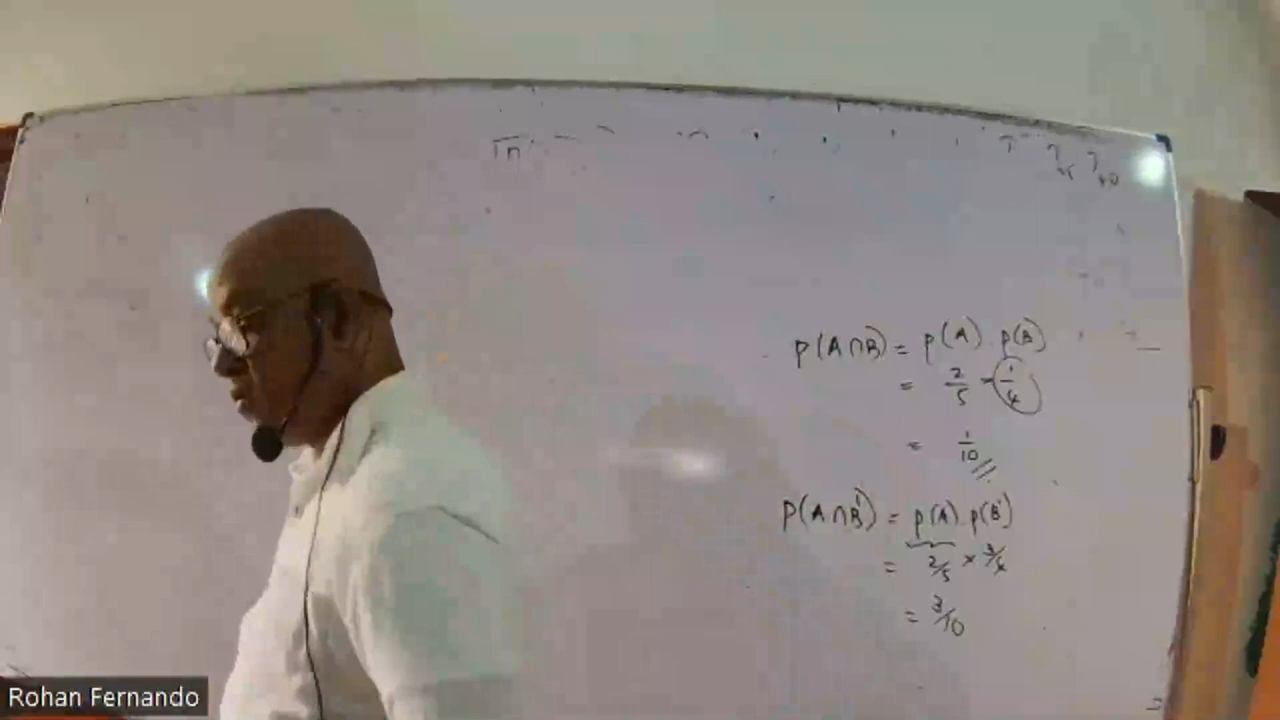 P(A∩B) = P(A) P(B)
= 2/5 × 1/4
= 1/10
P(A∩B') = P(A).P(B')
= 2/5 × 3/4
= 3/10
Rohan Fernando